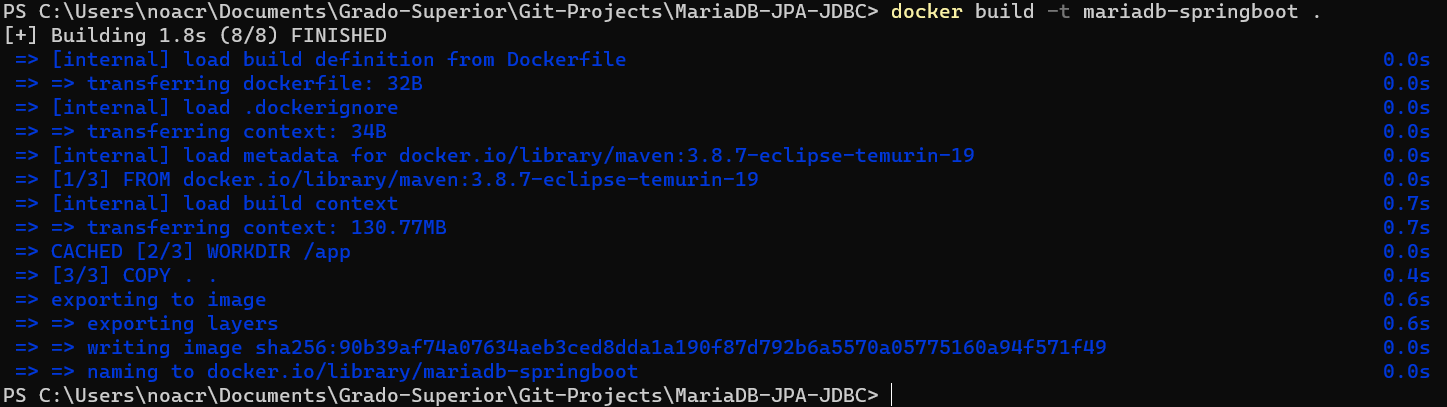 PS C:\Users\noacr\Documents\Grado-Superior\Git-Projects\MariaDB-JPA-JDBC> docker build -t mariadb-springboot .
[+] Building 1.8s (8/8) FINISHED
=> [internal] load build definition from Dockerfile 0.0s
=> => transferring dockerfile: 32B 0.0s
=> [internal] load .dockerignore 0.0s
=> => transferring context: 34B 0.0s
=> [internal] load metadata for docker.io/library/maven:3.8.7-eclipse-temurin-19 0.0s
=> [1/3] FROM docker.io/library/maven:3.8.7-eclipse-temurin-19 0.0s
=> [internal] load build context 0.7s
=> => transferring context: 130.77MB 0.7s
=> CACHED [2/3] WORKDIR /app 0.0s
=> [3/3] COPY . . 0.4s
=> exporting to image 0.6s
=> => exporting layers 0.6s
=> => writing image sha256:90b39af74a07634aeb3ced8dda1a190f87d792b6a5570a05775160a94f571f49 0.0s
=> => naming to docker.io/library/mariadb-springboot 0.0s
PS C:\Users\noacr\Documents\Grado-Superior\Git-Projects\MariaDB-JPA-JDBC>